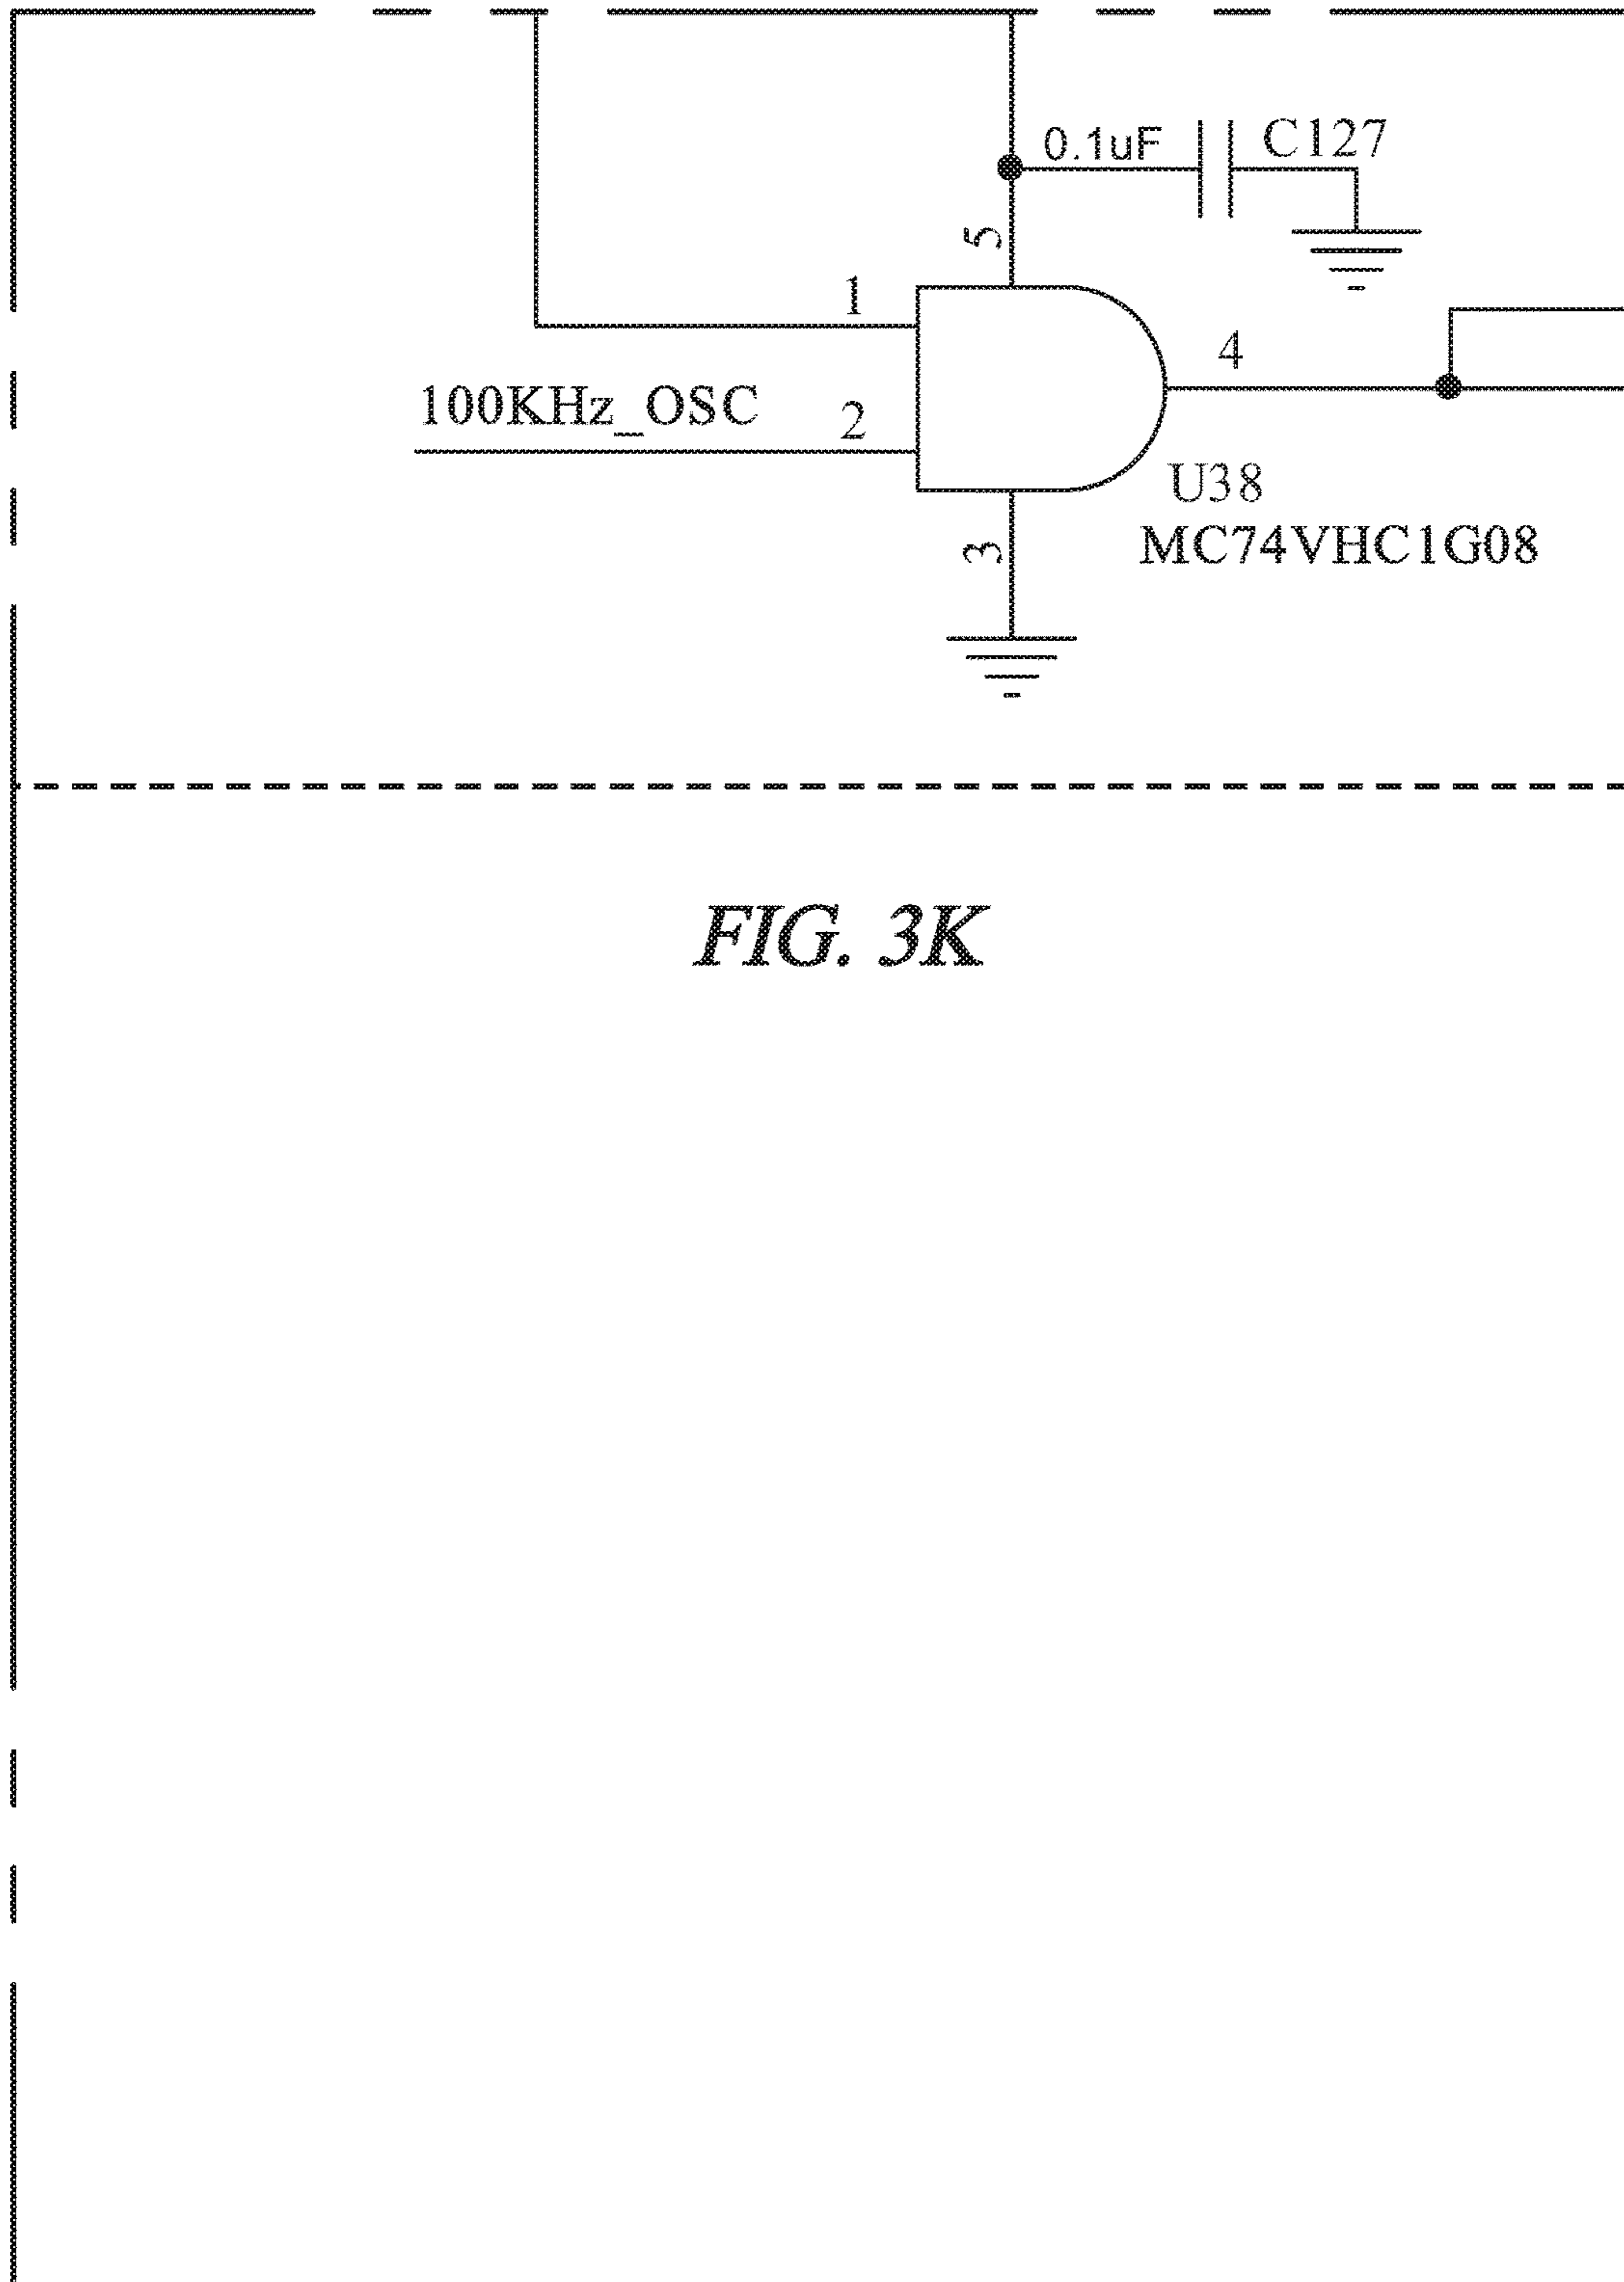 0.1uF C127
5
1
4
100KHz_OSC 2
U38
3 MC74VHC1G08
FIG. 3K